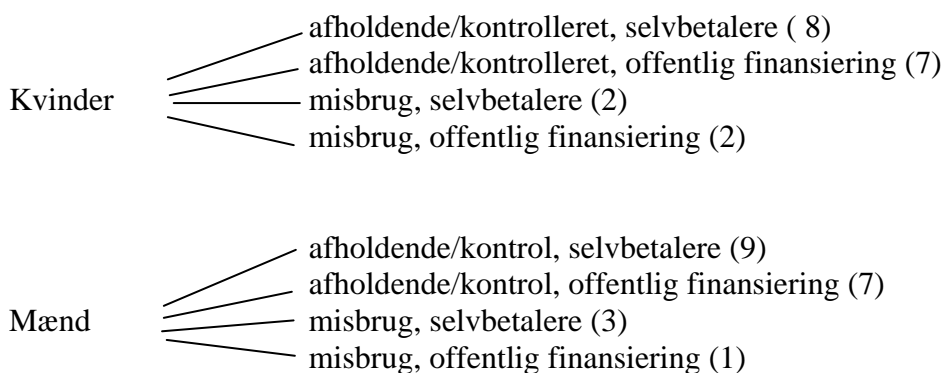 afholdende/kontrolleret, selvbetalere ( 8)
afholdende/kontrolleret, offentlig finansiering (7)
Kvinder misbrug, selvbetalere (2)
misbrug, offentlig finansiering (2)
afholdende/kontrol, selvbetalere (9)
afholdende/kontrol, offentlig finansiering (7)
Mænd misbrug, selvbetalere (3)
misbrug, offentlig finansiering (1)